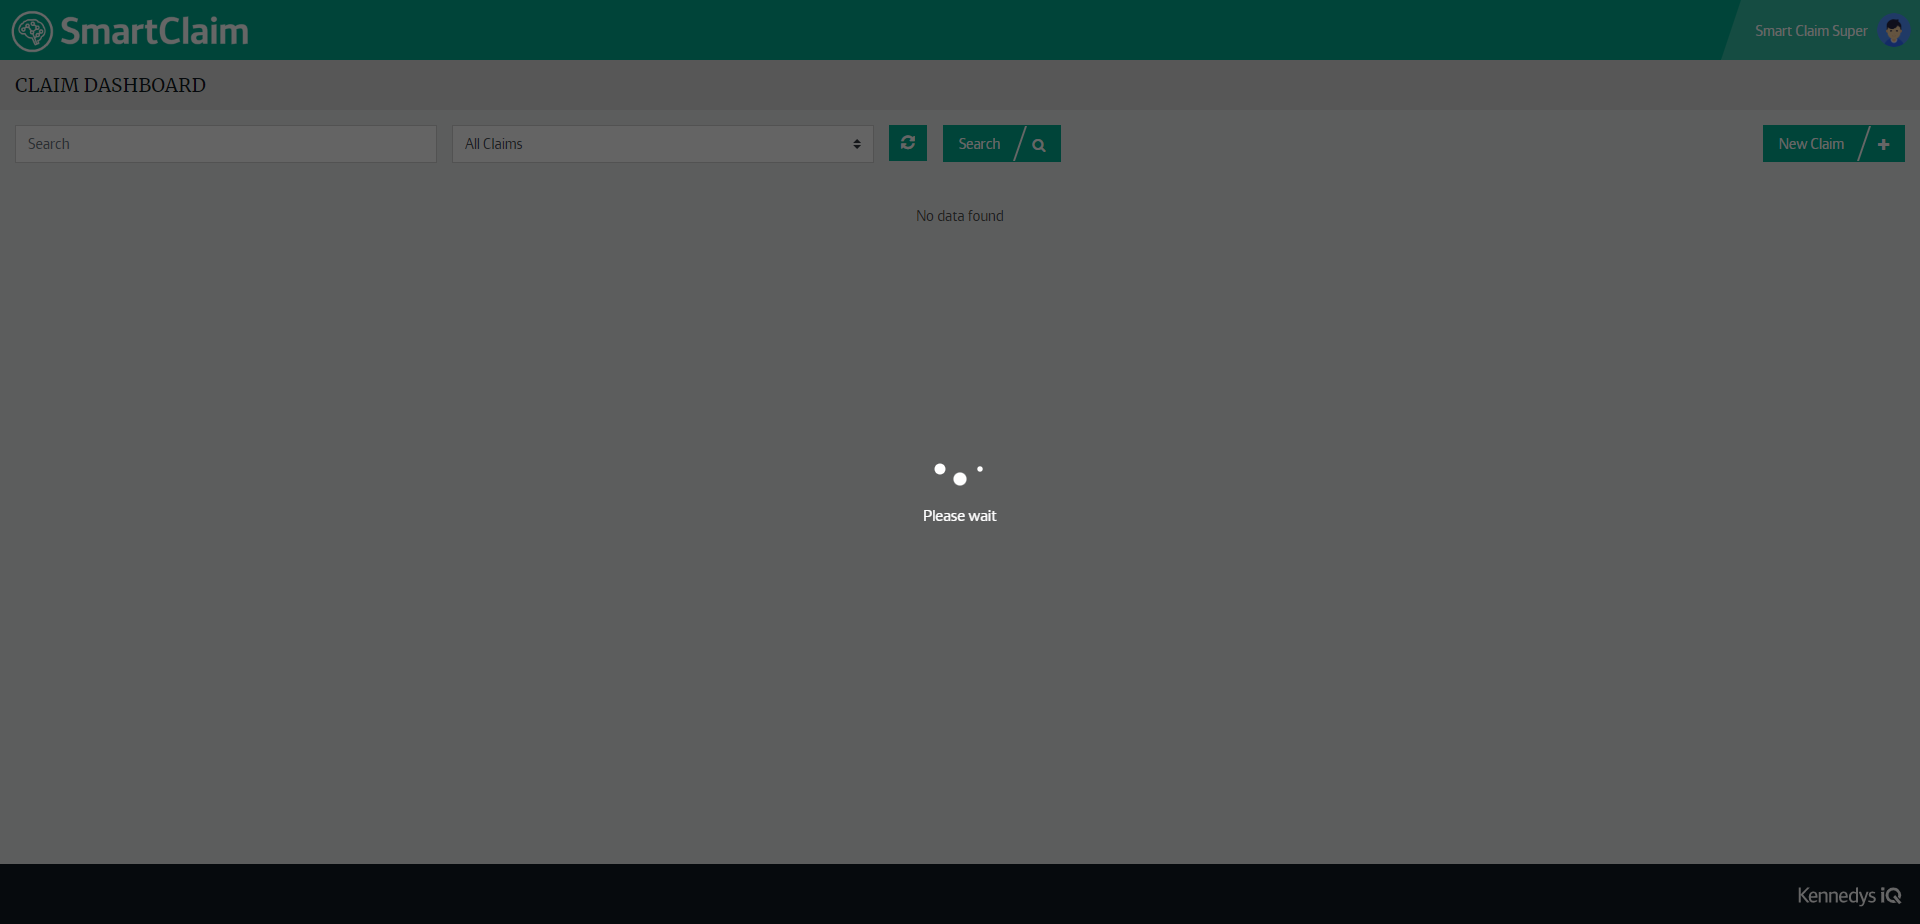 SmartClaim
Smart Claim Super
CLAIM DASHBOARD
Search
All Claims
Search
New Claim
No data found
Please wait
Kennedys iQ